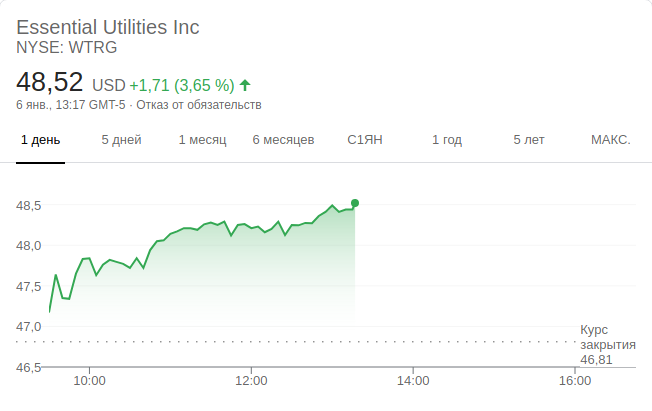 Essential Utilities Inc
NYSE: WTRG
48,52 USD +1,71 (3,65 %)
6 янв., 13:17 GMT-5 · Отказ от обязательств
1 день 5 дней 1 месяц 6 месяцев С1ЯН 1 год 5 лет МАКС.
48,5
48,0
47,5
47,0
Курс
закрытия
46,81
46,5
10:00 12:00 14:00 16:00